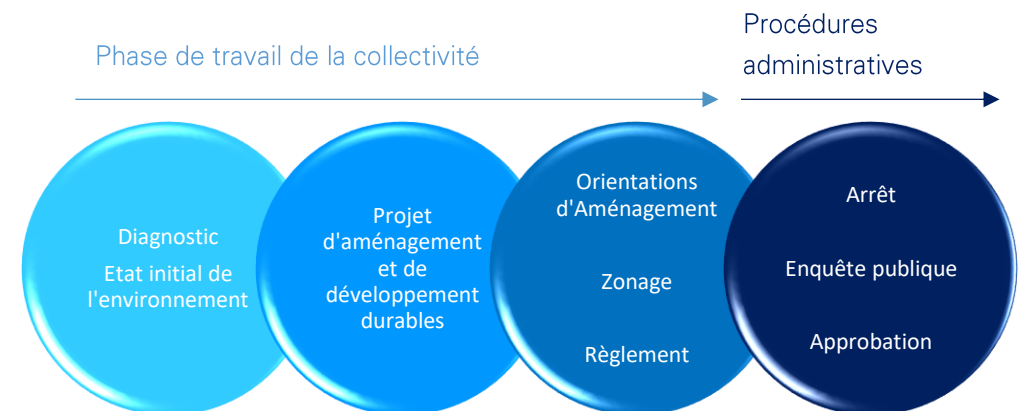 Phase de travail de la collectivité
Procédures
administratives
Diagnostic
Etat initial de
l'environnement
Projet
d'aménagement
et de
développement
durables
Orientations
d'Aménagement
Zonage
Règlement
Arrêt
Enquête publique
Approbation